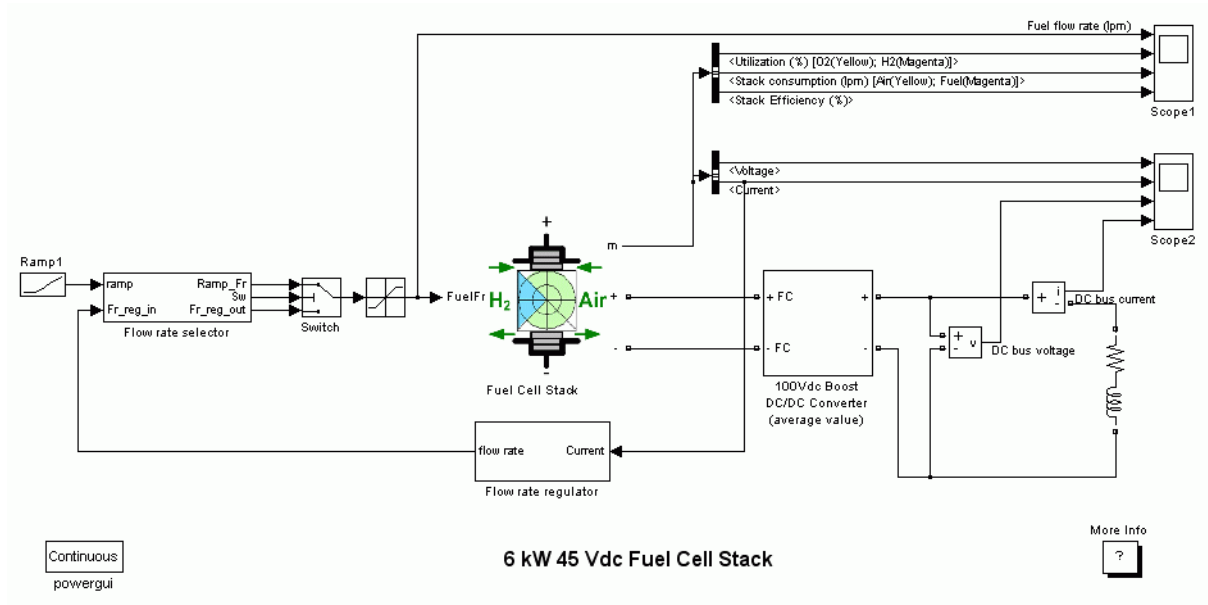 Fuel flow rate (lpm)
<Utilization (%) [O2(Yellow); H2(Magenta)]>
<Stack consumption (lpm) [Air(Yellow); Fuel(Magenta)]>
<Stack Efficiency (%)>
Scope1
<Voltage>
<Current>
Scope2
+
m
Ramp1
ramp
Ramp_Fr
Sw
Fr_reg_in
Fr_reg_out
Flow rate selector
Switch
FuelFr
H2
Air
+
-
-
Fuel Cell Stack
+ FC
+
- FC
-
100Vdc Boost
DC/DC Converter
(average value)
+
-
i
DC bus current
+
-
v
DC bus voltage
flow rate
Current
Flow rate regulator
Continuous
powergui
6 kW 45 Vdc Fuel Cell Stack
More Info
?